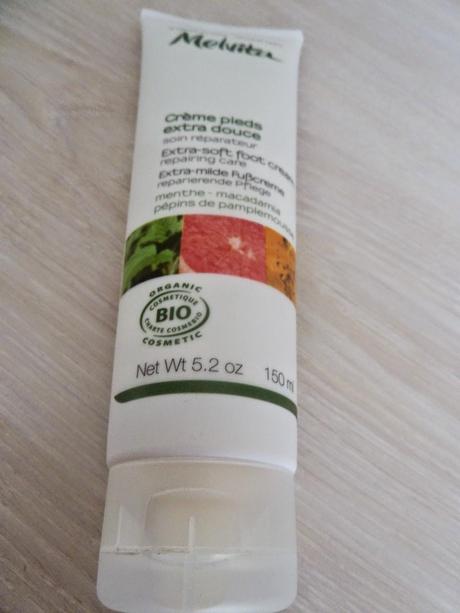 Melvita
Crème pieds
extra douce
soin réparateur
Extra-soft foot cream
repairing care
Extra-milde Fußcreme
reparierende Pflege
menthe - macadamia
pépins de pamplemousse
ORGANIC
COSMETIQUE
BIO
CHARTE COSMEBIO
COSMETIC
Net Wt 5.2 oz 150 ml